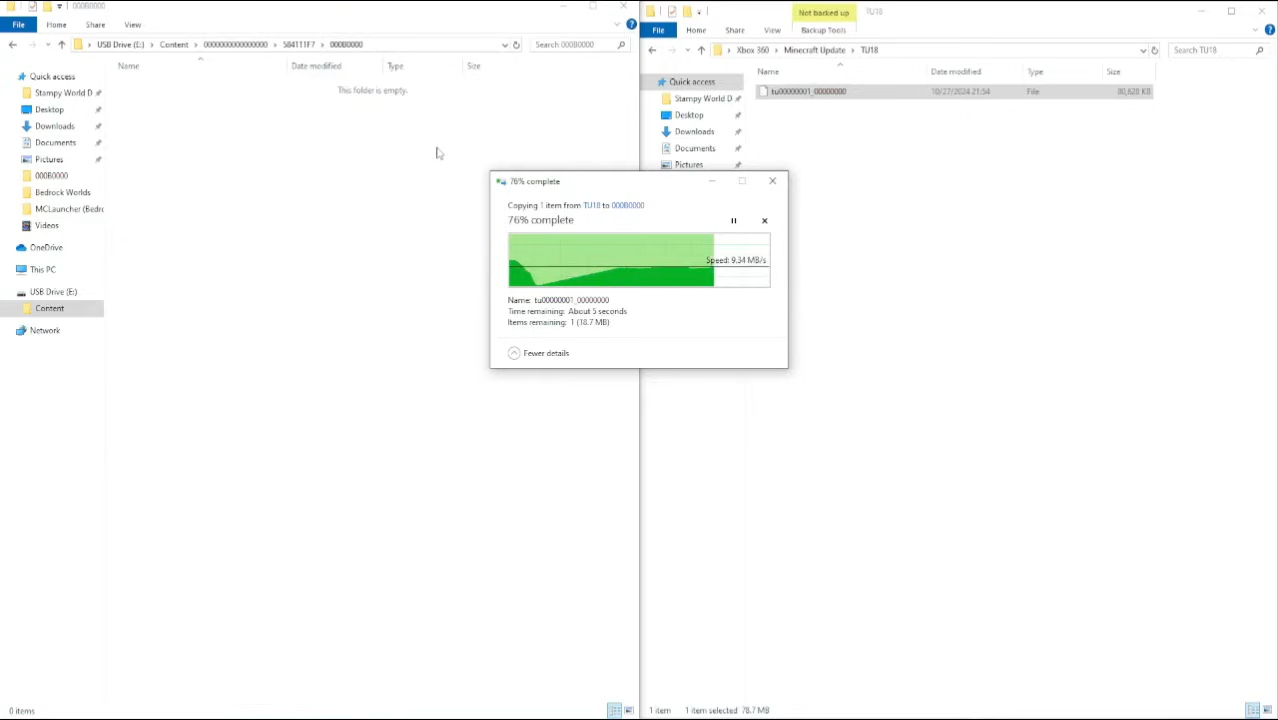 000B0000
File
Home
Share
View
USB Drive (E:) › Content › 0000000000000000 › 584111F7 › 000B0000
Search 000B0000
Quick access
Stampy World D
Desktop
Downloads
Documents
Pictures
000B0000
Bedrock Worlds
MCLauncher (Bedrc
Videos
OneDrive
This PC
USB Drive (E:)
Content
Network
Name
Date modified
Type
Size
This folder is empty.
0 items
Not backed up
TU18
File
Home
Share
View
Backup Tools
Xbox 360 › Minecraft Update › TU18
Search TU18
Quick access
Stampy World D
Desktop
Downloads
Documents
Pictures
Name
Date modified
Type
Size
tu00000001_00000000
10/27/2024 21:54
File
80,628 KB
76% complete
Copying 1 item from TU18 to 000B0000
76% complete
Speed: 9.34 MB/s
Name: tu00000001_00000000
Time remaining: About 5 seconds
Items remaining: 1 (18.7 MB)
Fewer details
1 item
1 item selected 78.7 MB